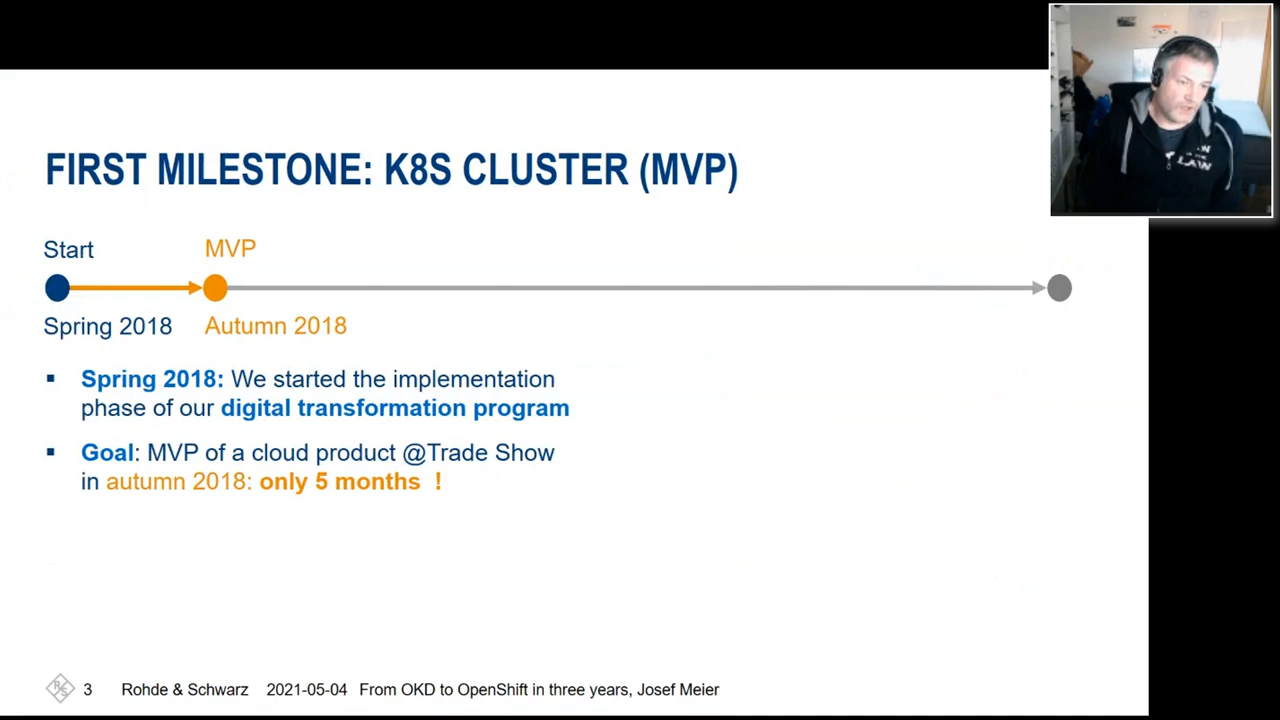 FIRST MILESTONE: K8S CLUSTER (MVP)
Start
MVP
Spring 2018
Autumn 2018
▪ Spring 2018: We started the implementation
phase of our digital transformation program
▪ Goal: MVP of a cloud product @Trade Show
in autumn 2018: only 5 months !
3 Rohde & Schwarz 2021-05-04 From OKD to OpenShift in three years, Josef Meier
LAW